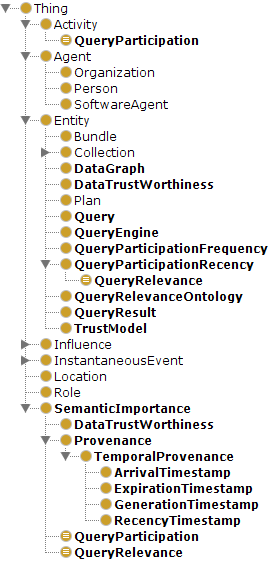 Thing
Activity
QueryParticipation
Agent
Organization
Person
SoftwareAgent
Entity
Bundle
Collection
DataGraph
DataTrustWorthiness
Plan
Query
QueryEngine
QueryParticipationFrequency
QueryParticipationRecency
QueryRelevance
QueryRelevanceOntology
QueryResult
TrustModel
Influence
InstantaneousEvent
Location
Role
SemanticImportance
DataTrustWorthiness
Provenance
TemporalProvenance
ArrivalTimestamp
ExpirationTimestamp
GenerationTimestamp
RecencyTimestamp
QueryParticipation
QueryRelevance